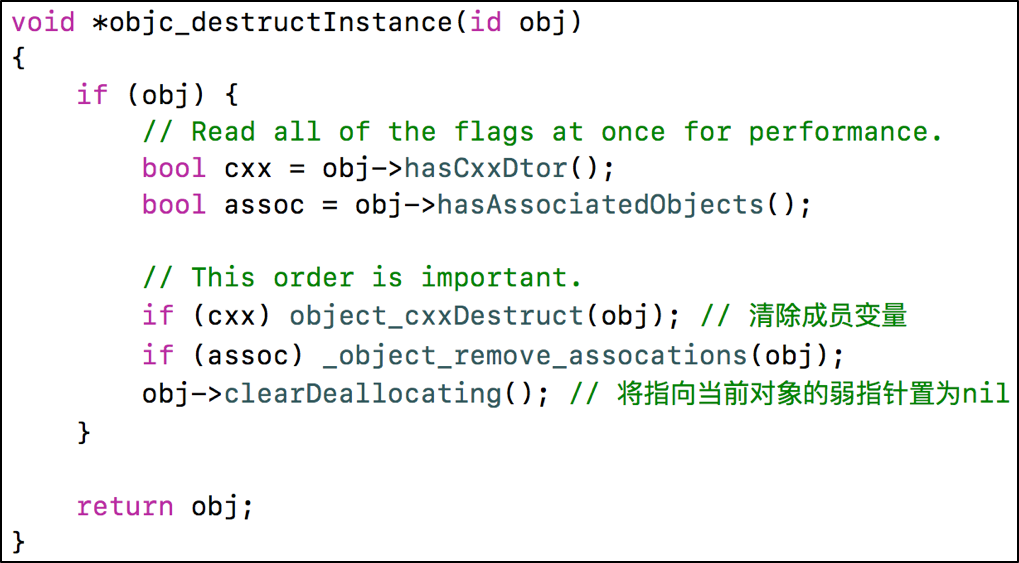 void *objc_destructInstance(id obj)
{
    if (obj) {
        // Read all of the flags at once for performance.
        bool cxx = obj->hasCxxDtor();
        bool assoc = obj->hasAssociatedObjects();

        // This order is important.
        if (cxx) object_cxxDestruct(obj); // 清除成员变量
        if (assoc) _object_remove_assocations(obj);
        obj->clearDeallocating(); // 将指向当前对象的弱指针置为nil
    }

    return obj;
}